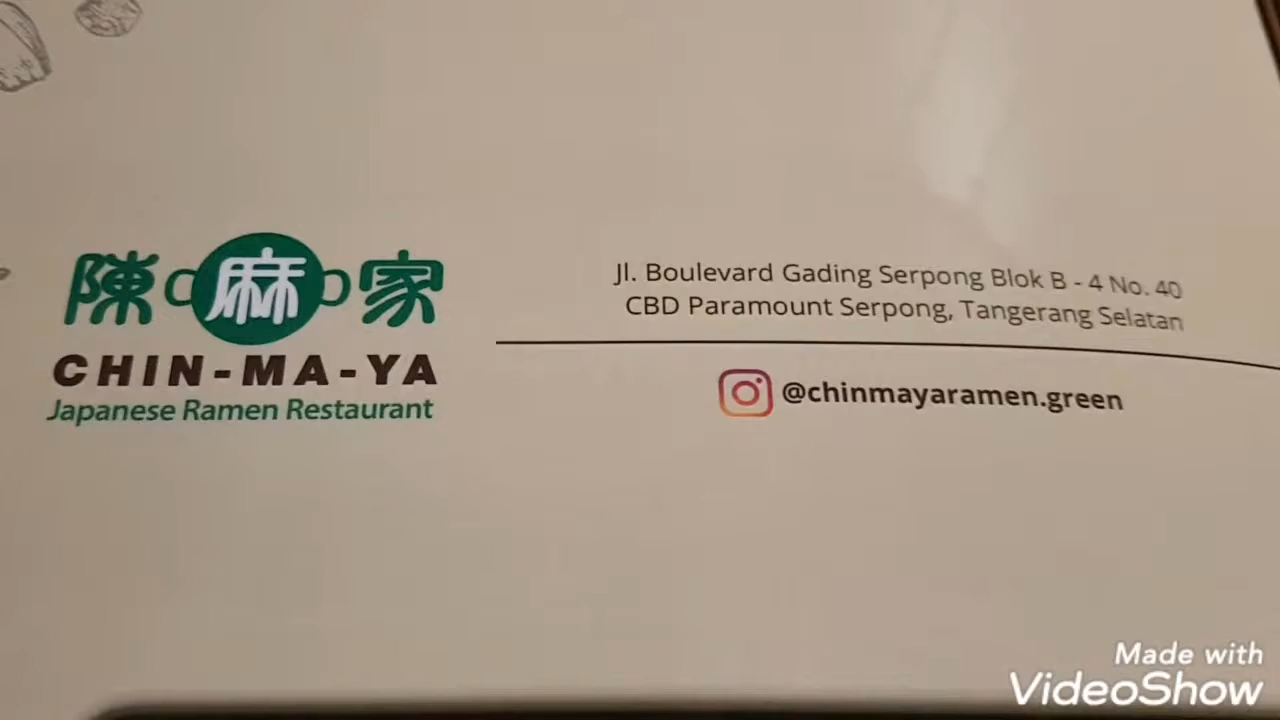 陳麻家
CHIN-MA-YA
Japanese Ramen Restaurant
Jl. Boulevard Gading Serpong Blok B - 4 No. 40
CBD Paramount Serpong, Tangerang Selatan
@chinmayaramen.green
Made with
VideoShow